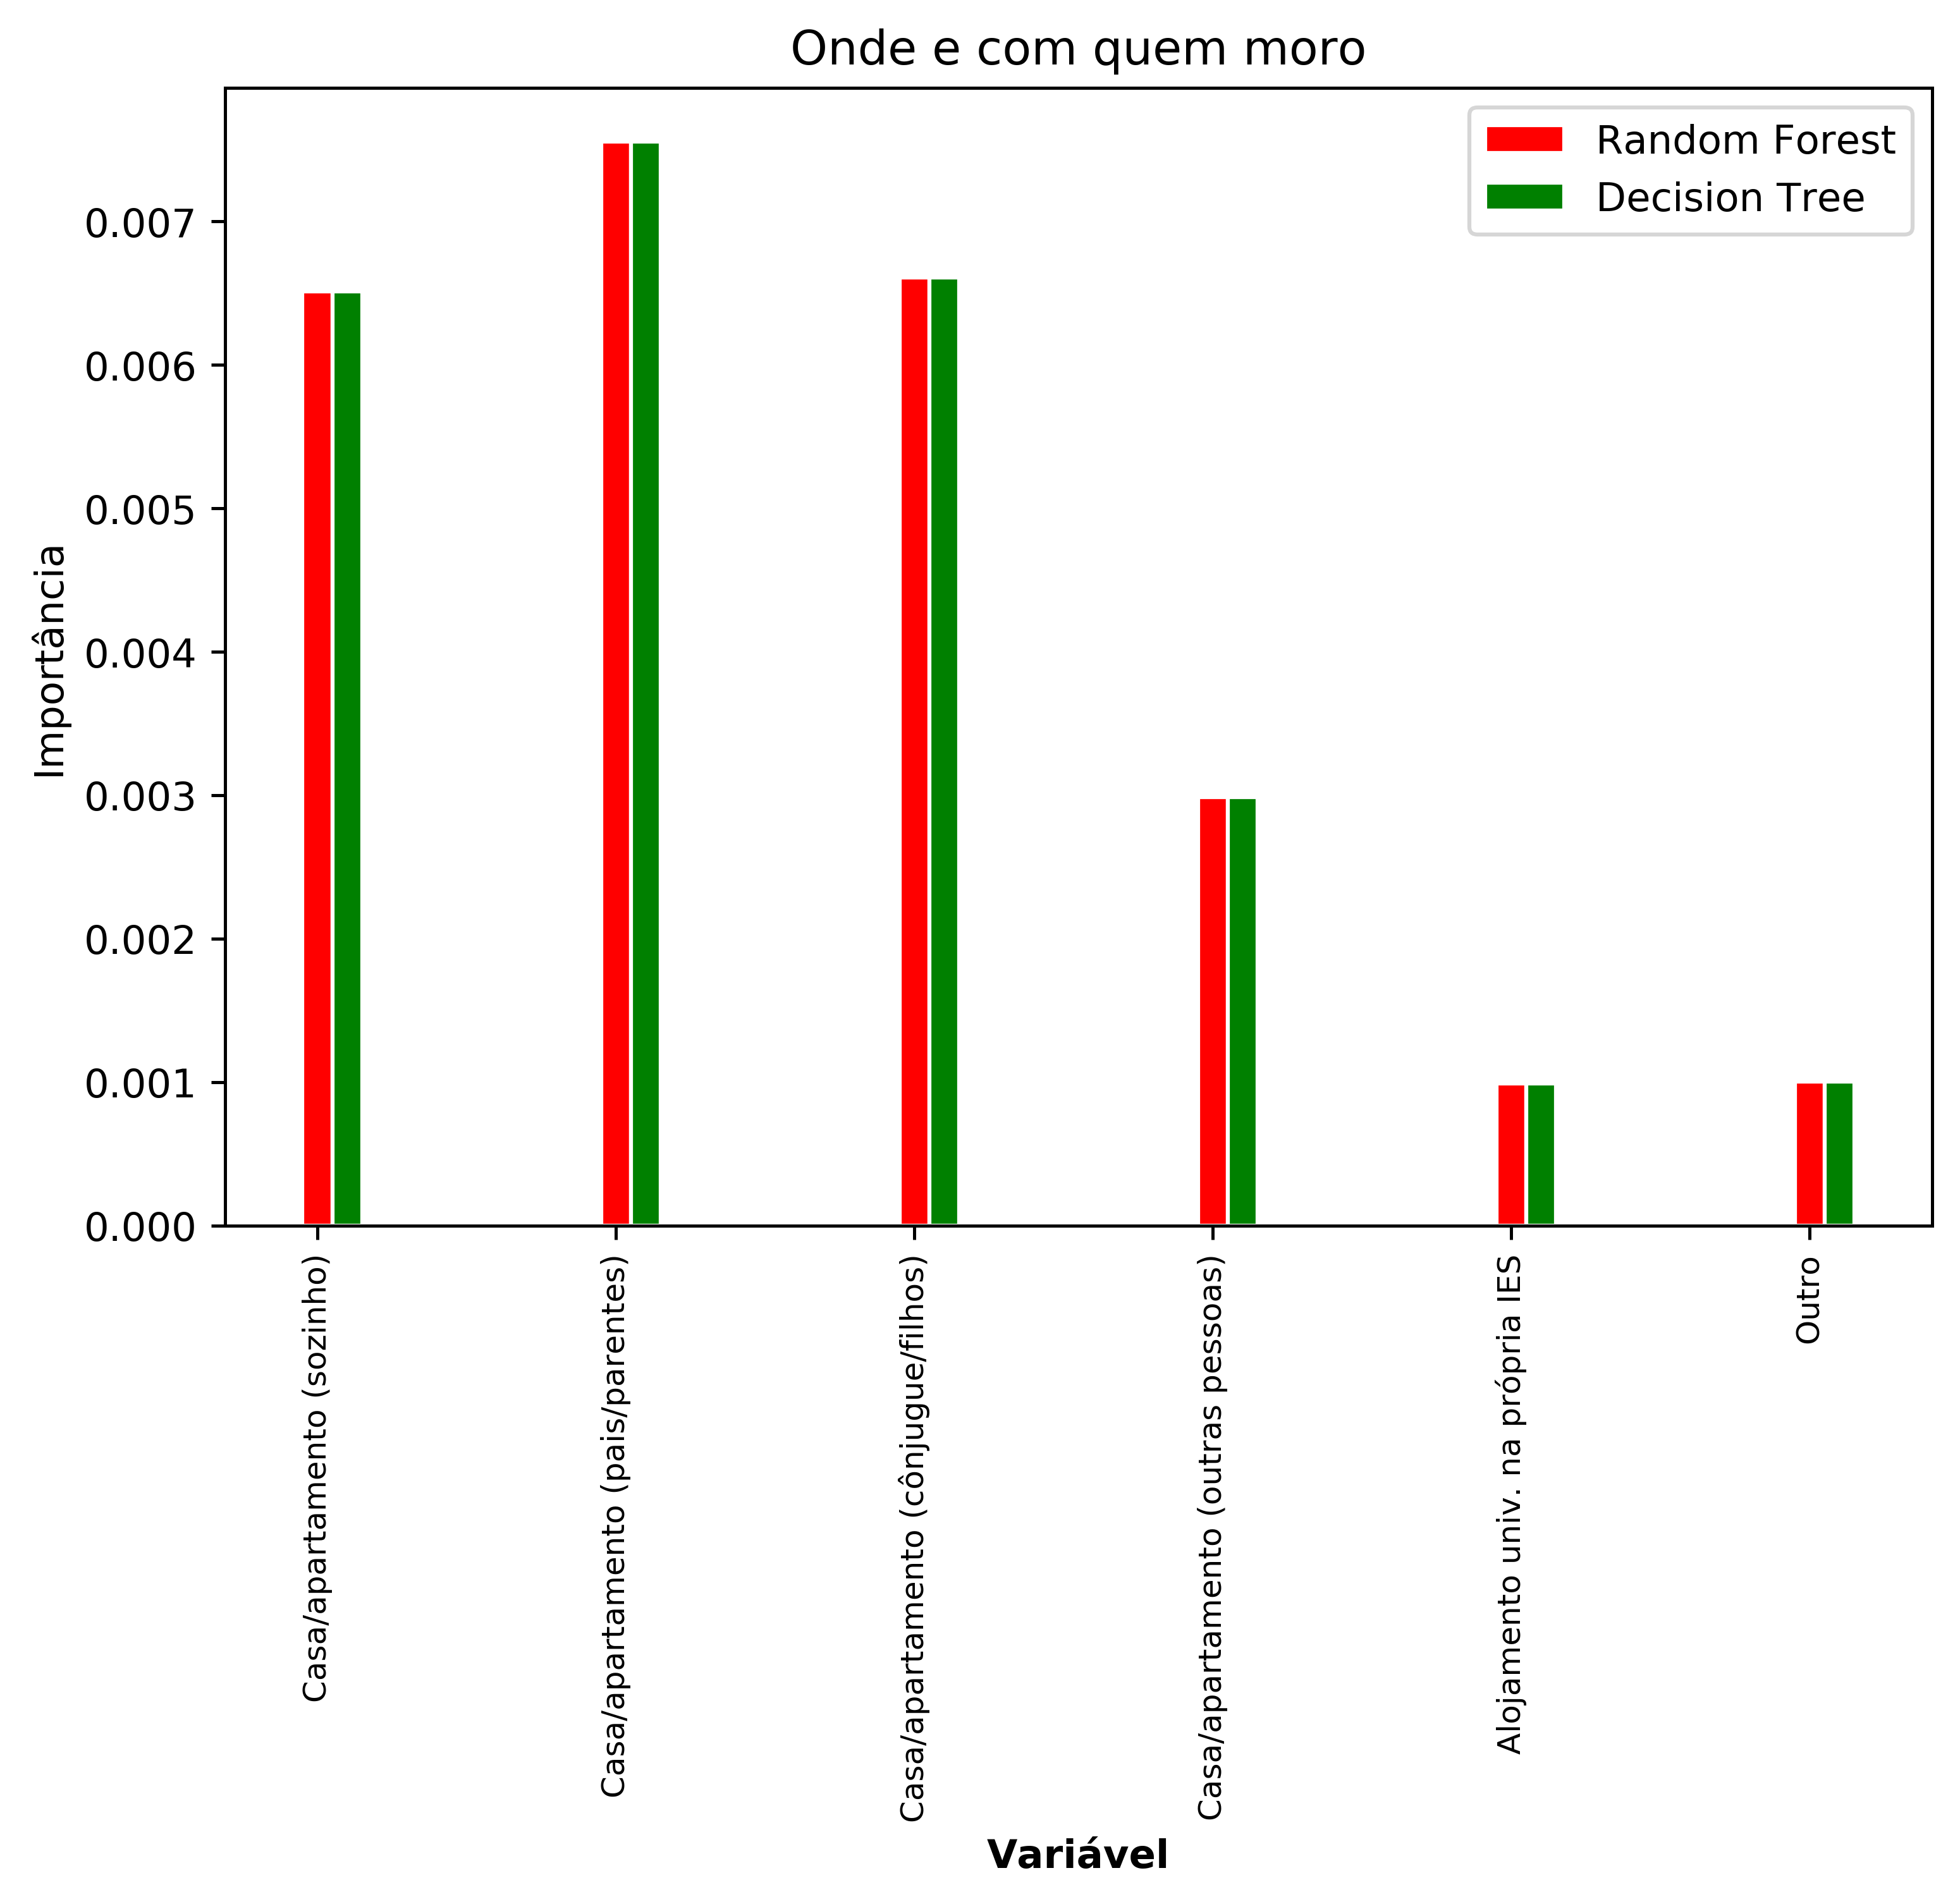 Onde e com quem moro
Random Forest
Decision Tree
Importância
0.007
0.006
0.005
0.004
0.003
0.002
0.001
0.000
Casa/apartamento (sozinho)
Casa/apartamento (pais/parentes)
Casa/apartamento (cônjugue/filhos)
Casa/apartamento (outras pessoas)
Alojamento univ. na própria IES
Outro
Variável